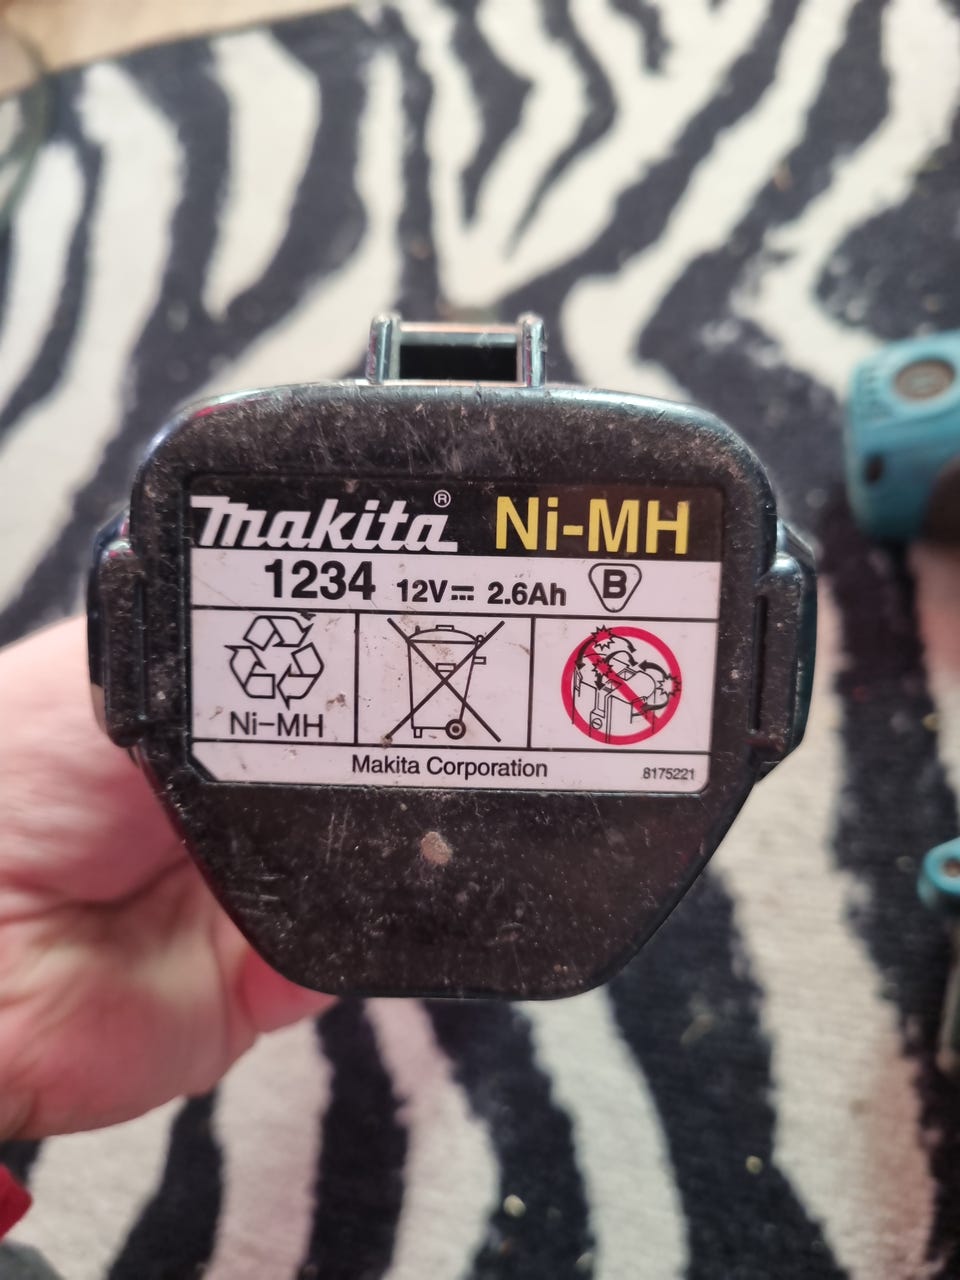 makita® Ni-MH
1234 12V⎓ 2.6Ah B
Ni-MH
Makita Corporation 8175221